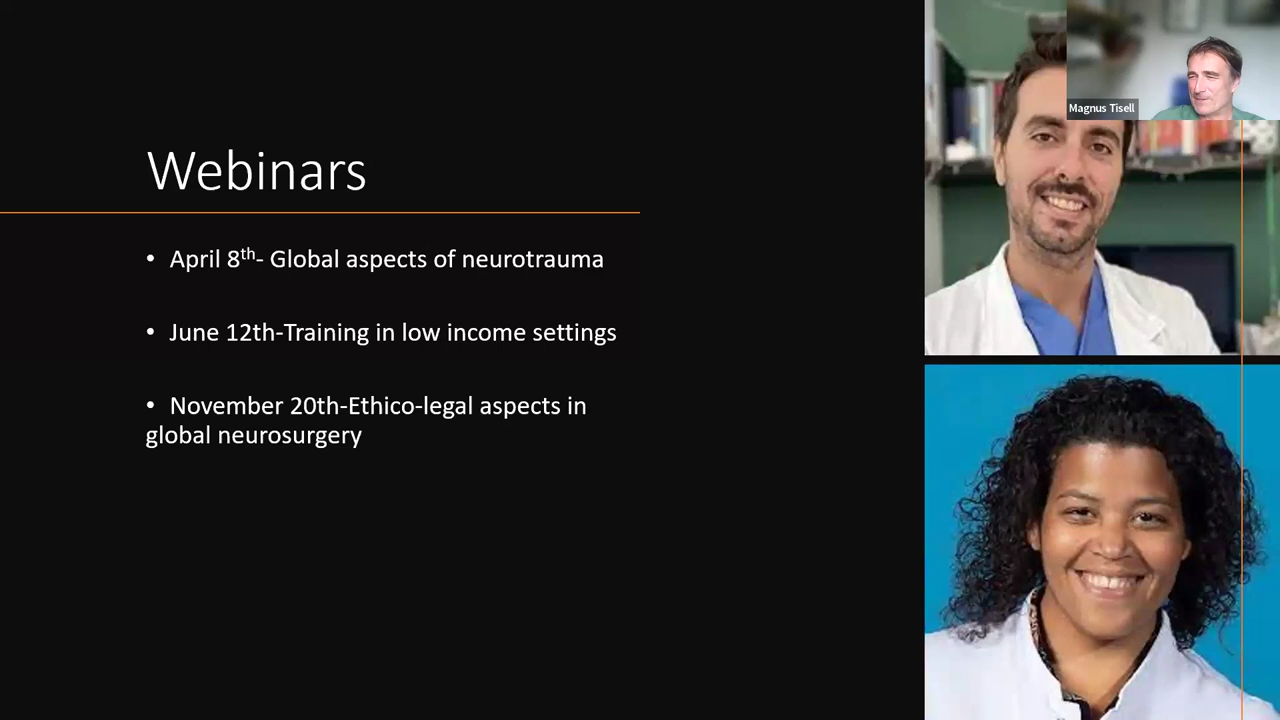 Webinars
• April 8th- Global aspects of neurotrauma
• June 12th-Training in low income settings
• November 20th-Ethico-legal aspects in
global neurosurgery
Magnus Tisell